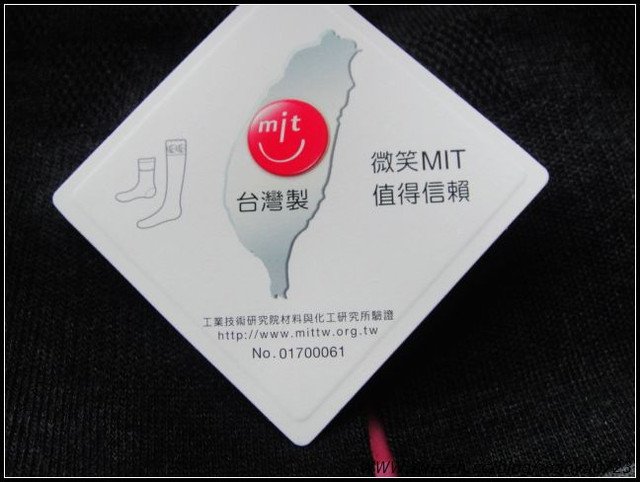 mit
微笑MIT
值得信賴
台灣製
工業技術研究院材料與化工研究所驗證
http://www.mittw.org.tw
No. 01700061